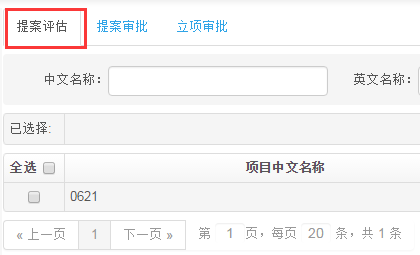 提案评估 提案审批 立项审批
中文名称： 英文名称：
已选择:
全选 项目中文名称
0621
« 上一页 1 下一页 » 第 1 页，每页 20 条，共 1 条